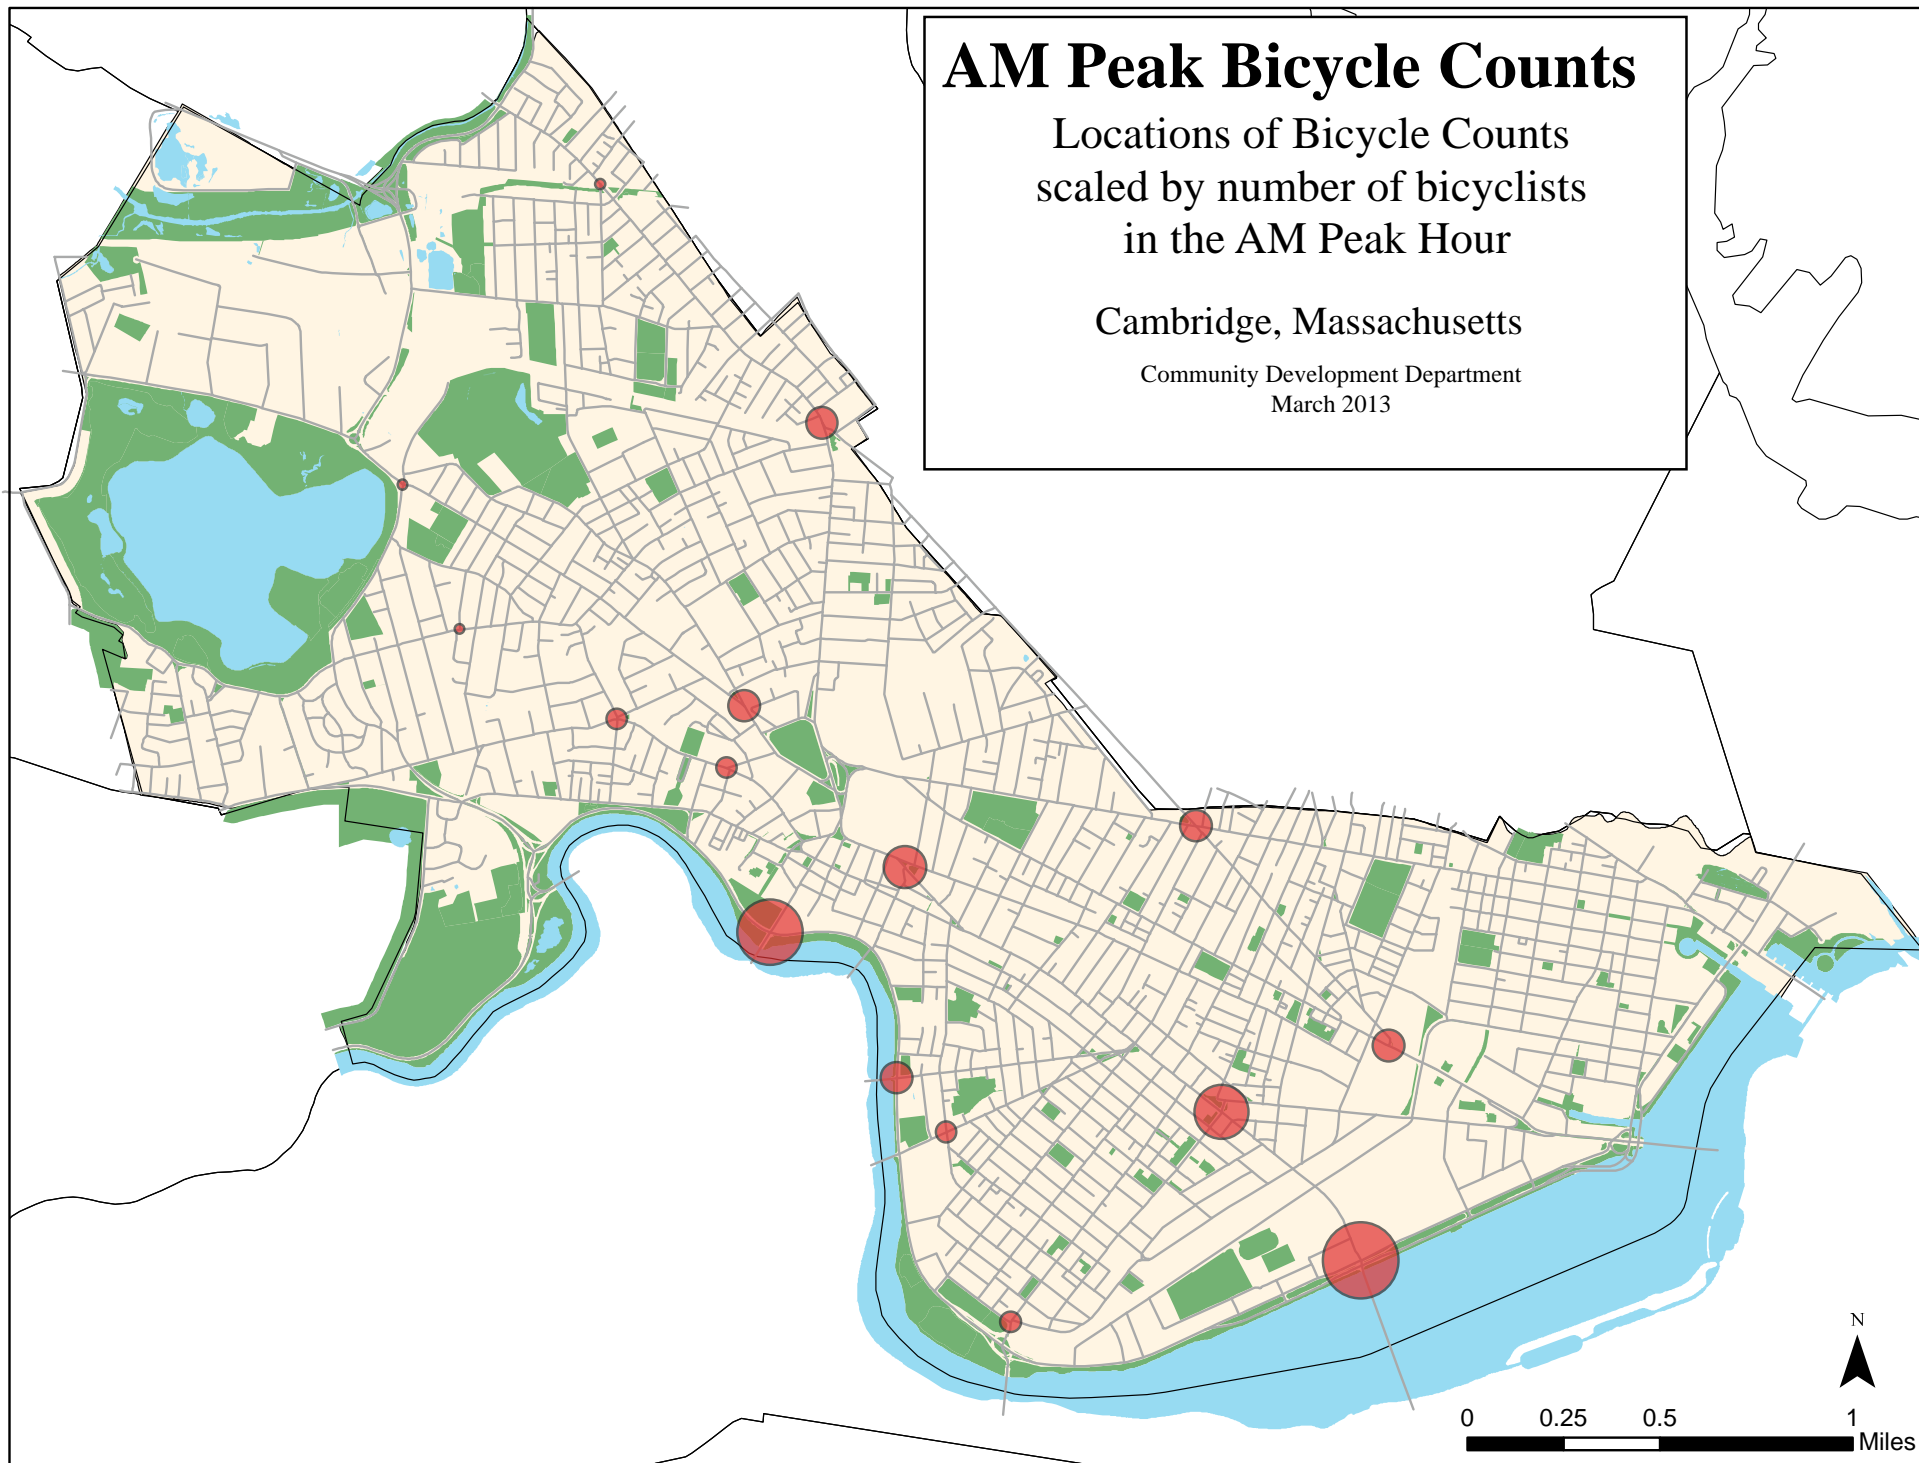 AM Peak Bicycle Counts
Locations of Bicycle Counts
scaled by number of bicyclists
in the AM Peak Hour
Cambridge, Massachusetts
Community Development Department
March 2013
N
0 0.25 0.5 1
Miles